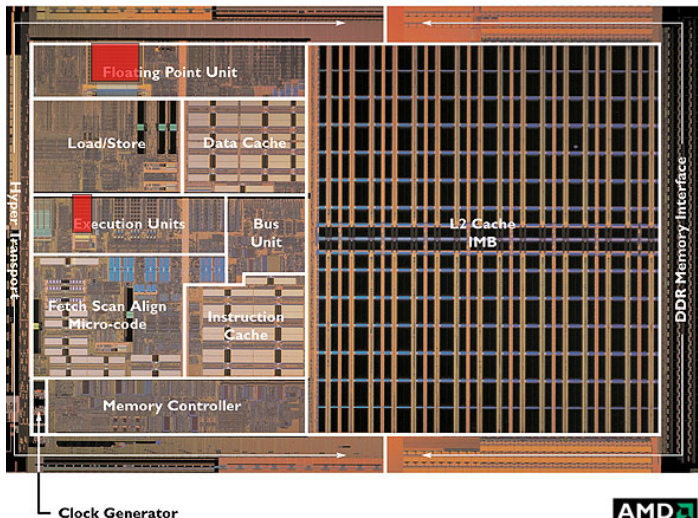 Floating Point Unit
Load/Store
Data Cache
Hyper Transport
Execution Units
Bus
Unit
L2 Cache
IMB
DDR Memory Interface
Fetch Scan Align
Micro-code
Instruction
Cache
Memory Controller
Clock Generator
AMD